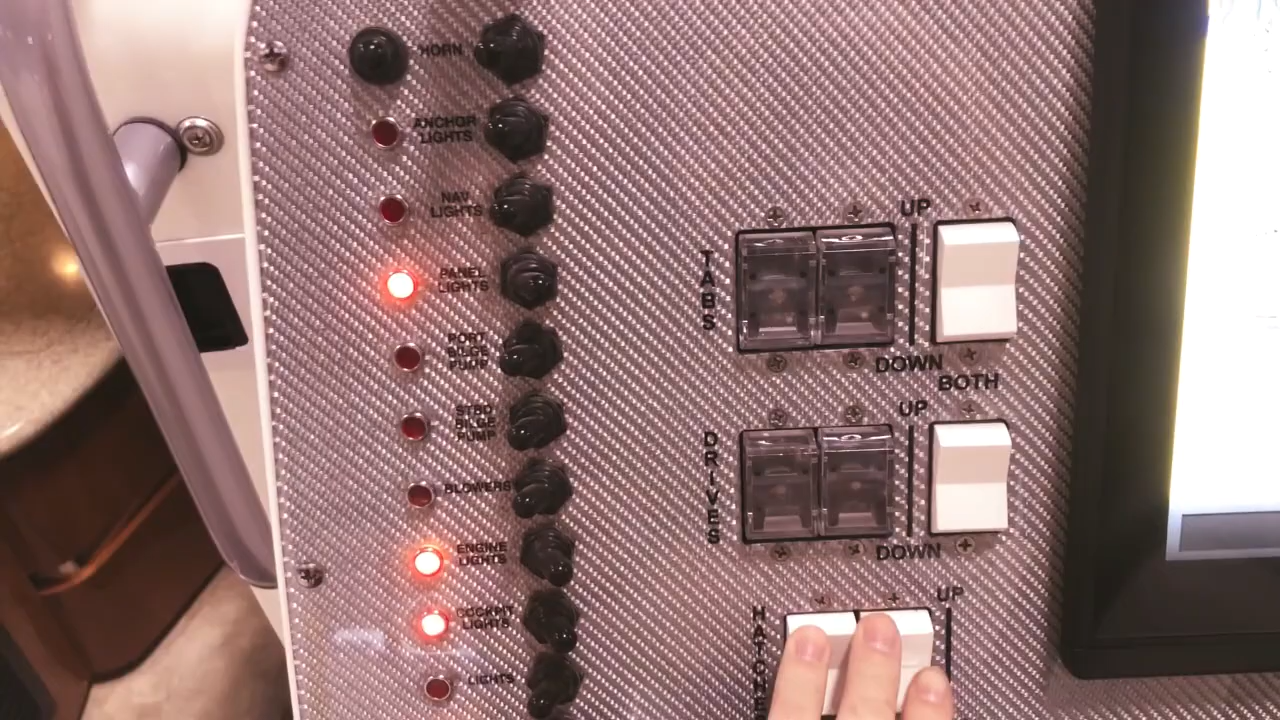 HORN
ANCHOR
LIGHTS
NAV
LIGHTS
PANEL
LIGHTS
PORT
BILGE
PUMP
STBD
BILGE
PUMP
BLOWERS
ENGINE
LIGHTS
COCKPIT
LIGHTS
LIGHTS
TABS
UP
DOWN
BOTH
DRIVES
UP
DOWN
UP